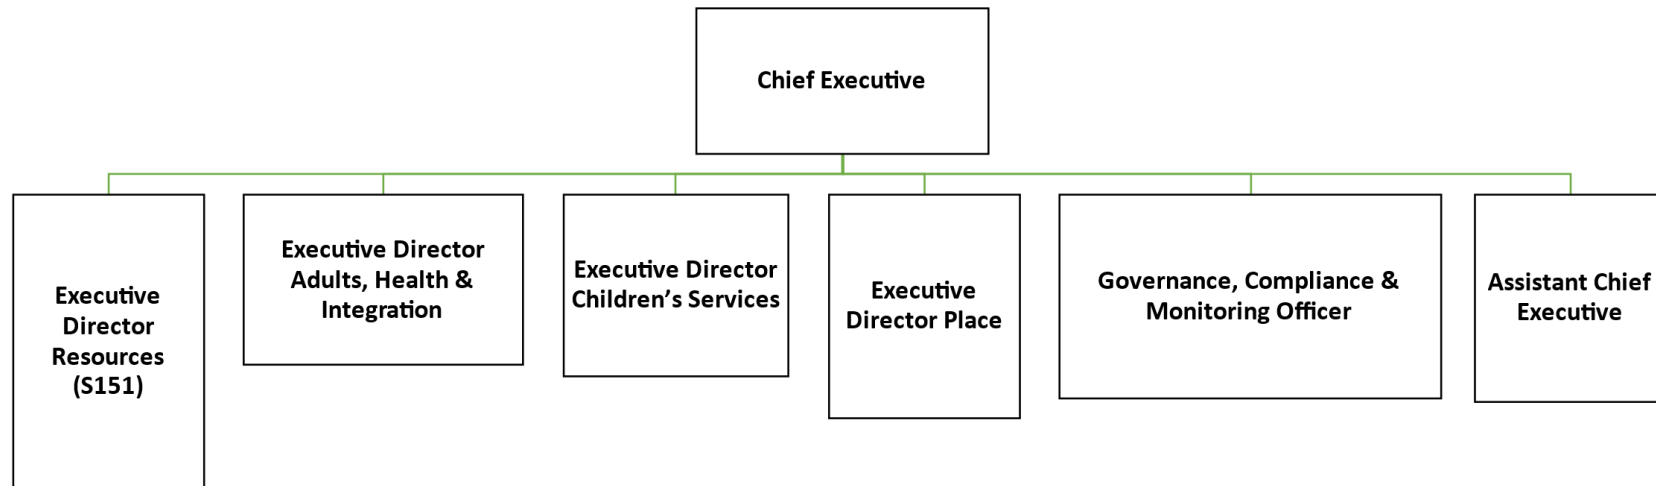 Chief Executive
Executive
Director
Resources
(S151)
Executive Director
Adults, Health &
Integration
Executive Director
Children’s Services
Executive
Director Place
Governance, Compliance &
Monitoring Officer
Assistant Chief
Executive